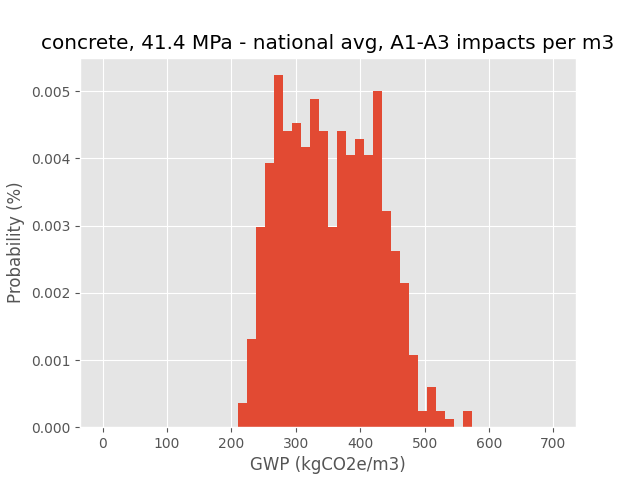 concrete, 41.4 MPa - national avg, A1-A3 impacts per m3
Probability (%)
0.005
0.004
0.003
0.002
0.001
0.000
0 100 200 300 400 500 600 700
GWP (kgCO2e/m3)